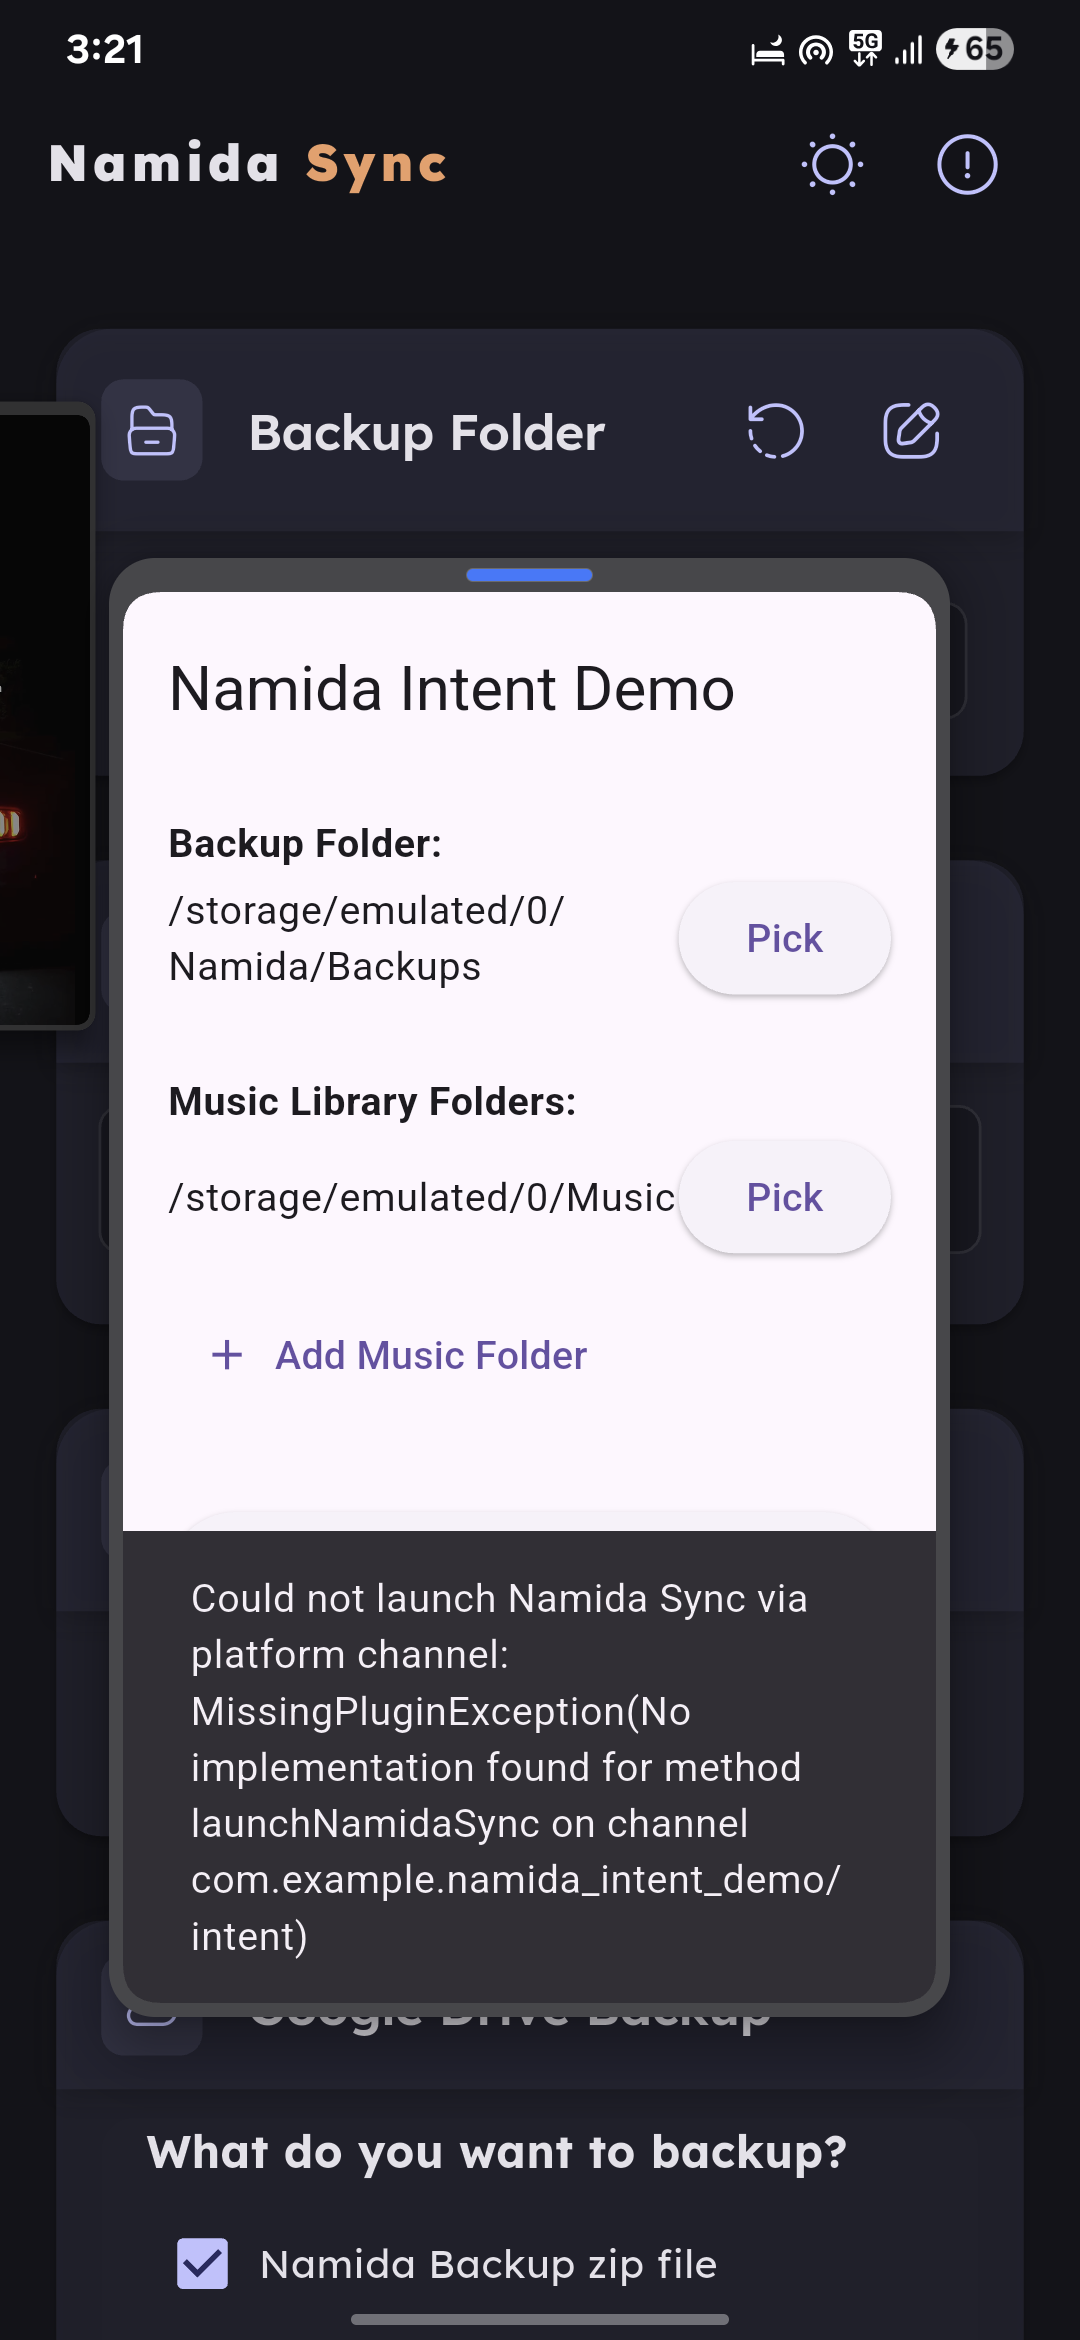 3:21
5G
65
Namida Sync
Backup Folder
Namida Intent Demo
Backup Folder:
/storage/emulated/0/
Namida/Backups
Pick
Music Library Folders:
/storage/emulated/0/Music
Pick
+ Add Music Folder
Could not launch Namida Sync via
platform channel:
MissingPluginException(No
implementation found for method
launchNamidaSync on channel
com.example.namida_intent_demo/
intent)
Google Drive Backup
What do you want to backup?
Namida Backup zip file